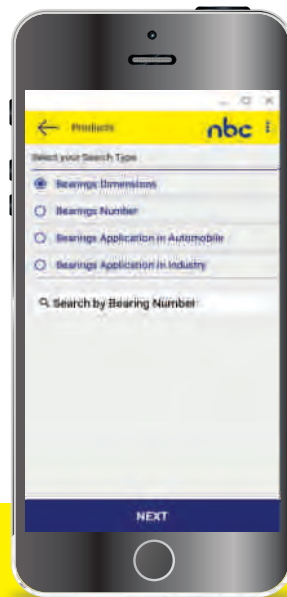 Products
nbc
Select your Search Type
Bearings Dimensions
Bearings Number
Bearings Application in Automobile
Bearings Application in Industry
Search by Bearing Number
NEXT